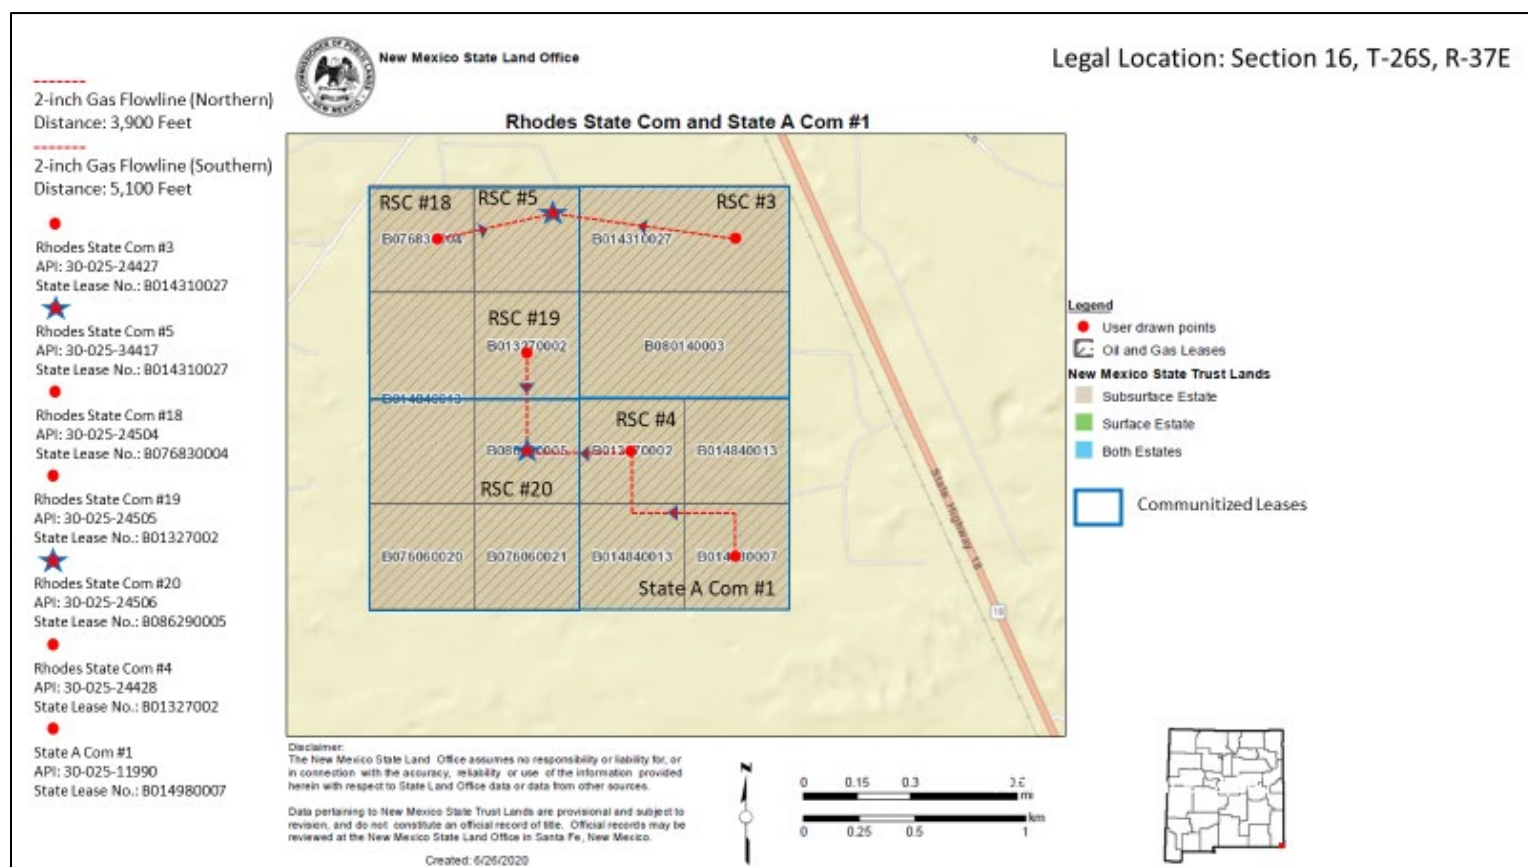 Legal Location: Section 16, T-26S, R-37E
COMMISSIONER OF PUBLIC LANDS
NEW MEXICO
New Mexico State Land Office
Rhodes State Com and State A Com #1
2-inch Gas Flowline (Northern)
Distance: 3,900 Feet
2-inch Gas Flowline (Southern)
Distance: 5,100 Feet
Rhodes State Com #3
API: 30-025-24427
State Lease No.: B014310027
Rhodes State Com #5
API: 30-025-34417
State Lease No.: B014310027
Rhodes State Com #18
API: 30-025-24504
State Lease No.: B076830004
Rhodes State Com #19
API: 30-025-24505
State Lease No.: B01327002
Rhodes State Com #20
API: 30-025-24506
State Lease No.: B086290005
Rhodes State Com #4
API: 30-025-24428
State Lease No.: B01327002
State A Com #1
API: 30-025-11990
State Lease No.: B014980007
RSC #18
RSC #5
RSC #3
B014310027
RSC #19
B013270002
B080140003
B014840013
RSC #4
B014840013
RSC #20
B076060020
B076060021
B014840013
State A Com #1
State Highway 18
18
Legend
User drawn points
Oil and Gas Leases
New Mexico State Trust Lands
Subsurface Estate
Surface Estate
Both Estates
Communitized Leases
Disclaimer:
The New Mexico State Land Office assumes no responsibility or liability for, or
in connection with the accuracy, reliability or use of the information provided
herein with respect to State Land Office data or data from other sources.
Data pertaining to New Mexico State Trust Lands are provisional and subject to
revision, and do not constitute an official record of title. Official records may be
reviewed at the New Mexico State Land Office in Santa Fe, New Mexico.
Created: 6/26/2020
N
0 0.15 0.3
mi
0 0.25 0.5 1
km